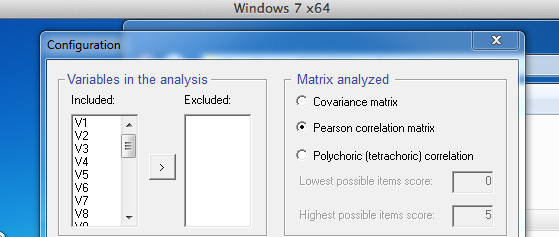 Windows 7 x64
Configuration
Variables in the analysis
Included:
Excluded:
V1
V2
V3
V4
V5
V6
V7
V8
>
Matrix analyzed
Covariance matrix
Pearson correlation matrix
Polychoric (tetrachoric) correlation
Lowest possible items score:
0
Highest possible items score:
5